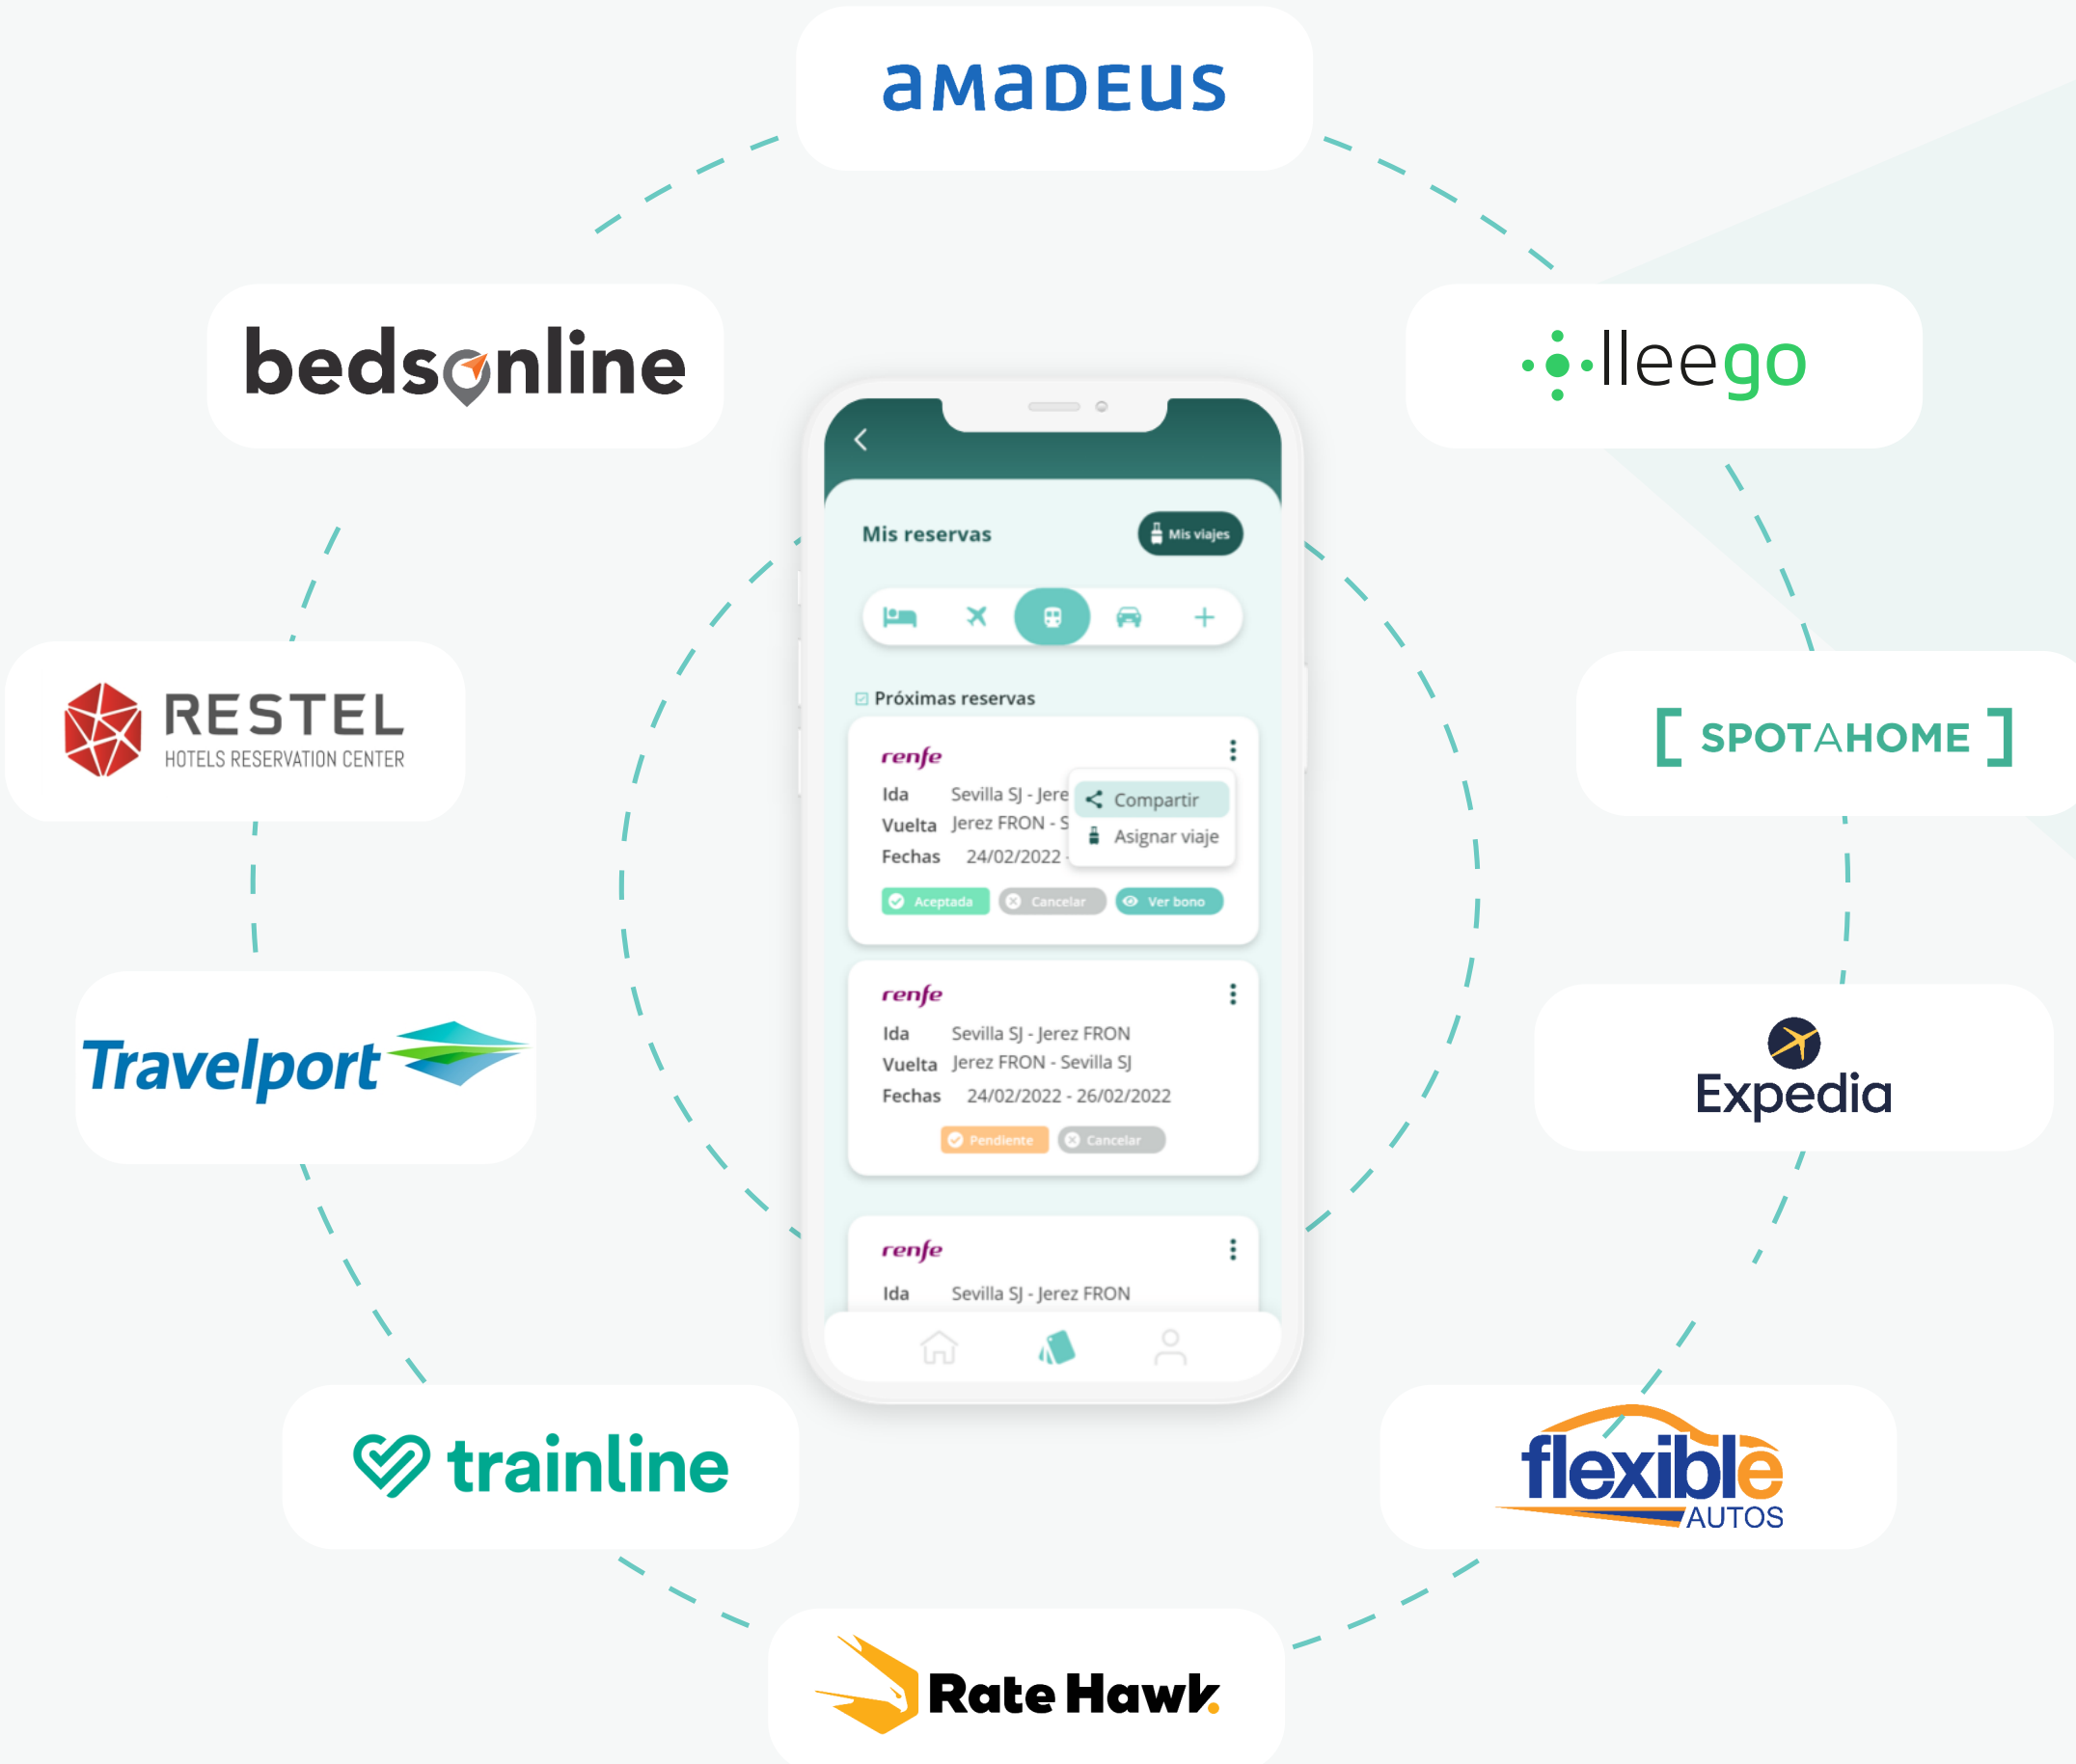 aMaDEUS
bedsonline
lleego
Mis reservas
Mis viajes
Próximas reservas
RESTEL
HOTELS RESERVATION CENTER
[ SPOTAHOME ]
renfe
Ida Sevilla SJ - Jere
Compartir
Vuelta Jerez FRON - S
Asignar viaje
Fechas 24/02/2022 -
Aceptada Cancelar Ver bono
Travelport
Expedia
renfe
Ida Sevilla SJ - Jerez FRON
Vuelta Jerez FRON - Sevilla SJ
Fechas 24/02/2022 - 26/02/2022
Pendiente Cancelar
renfe
Ida Sevilla SJ - Jerez FRON
trainline
flexible
AUTOS
Rate Hawk.